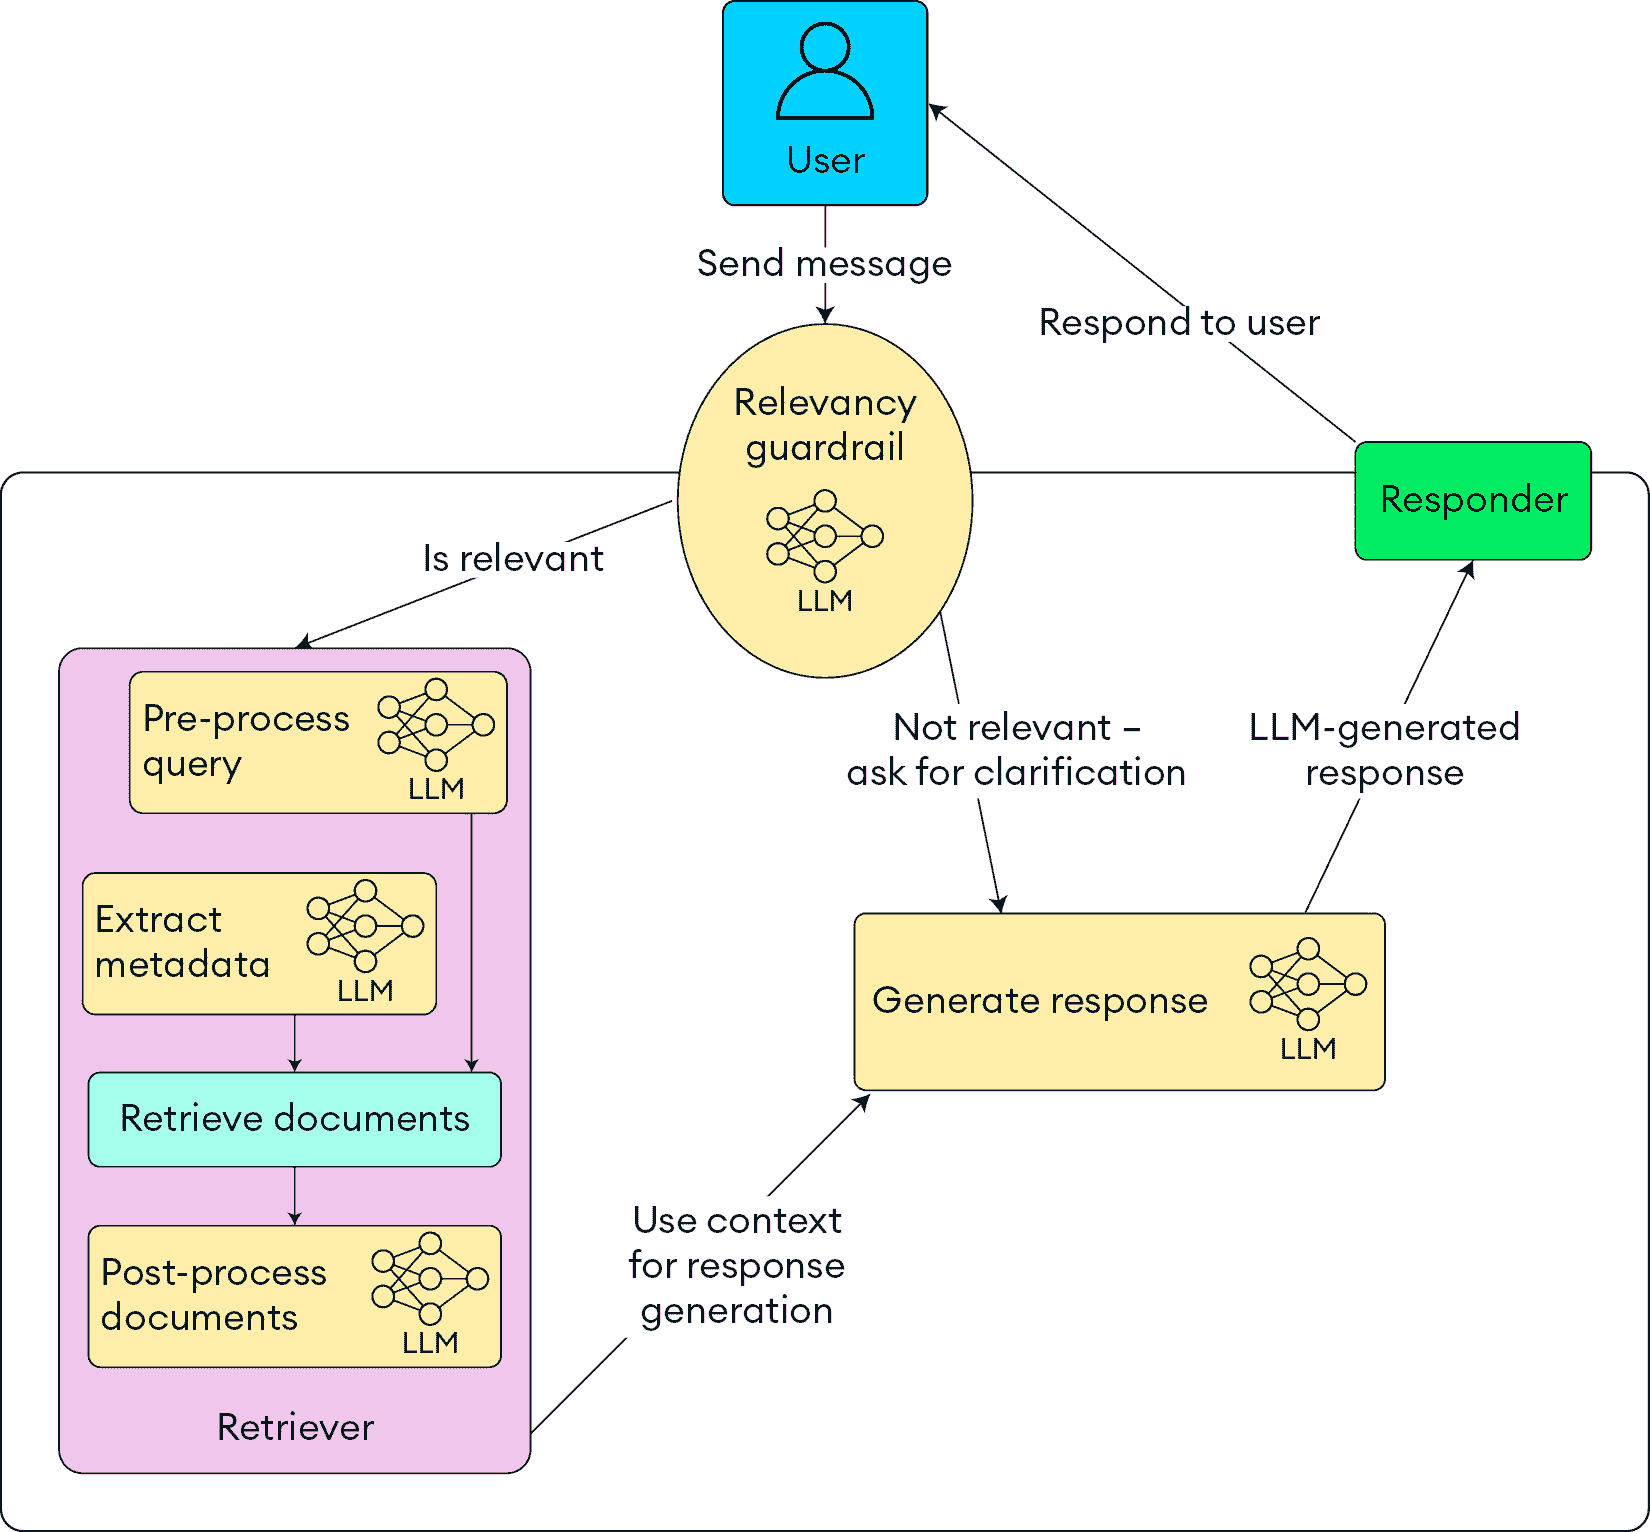 User
Send message
Respond to user
Relevancy
guardrail
LLM
Responder
Is relevant
Pre-process
query
LLM
Not relevant –
ask for clarification
LLM-generated
response
Extract
metadata
LLM
Generate response
LLM
Retrieve documents
Use context
for response
generation
Post-process
documents
LLM
Retriever